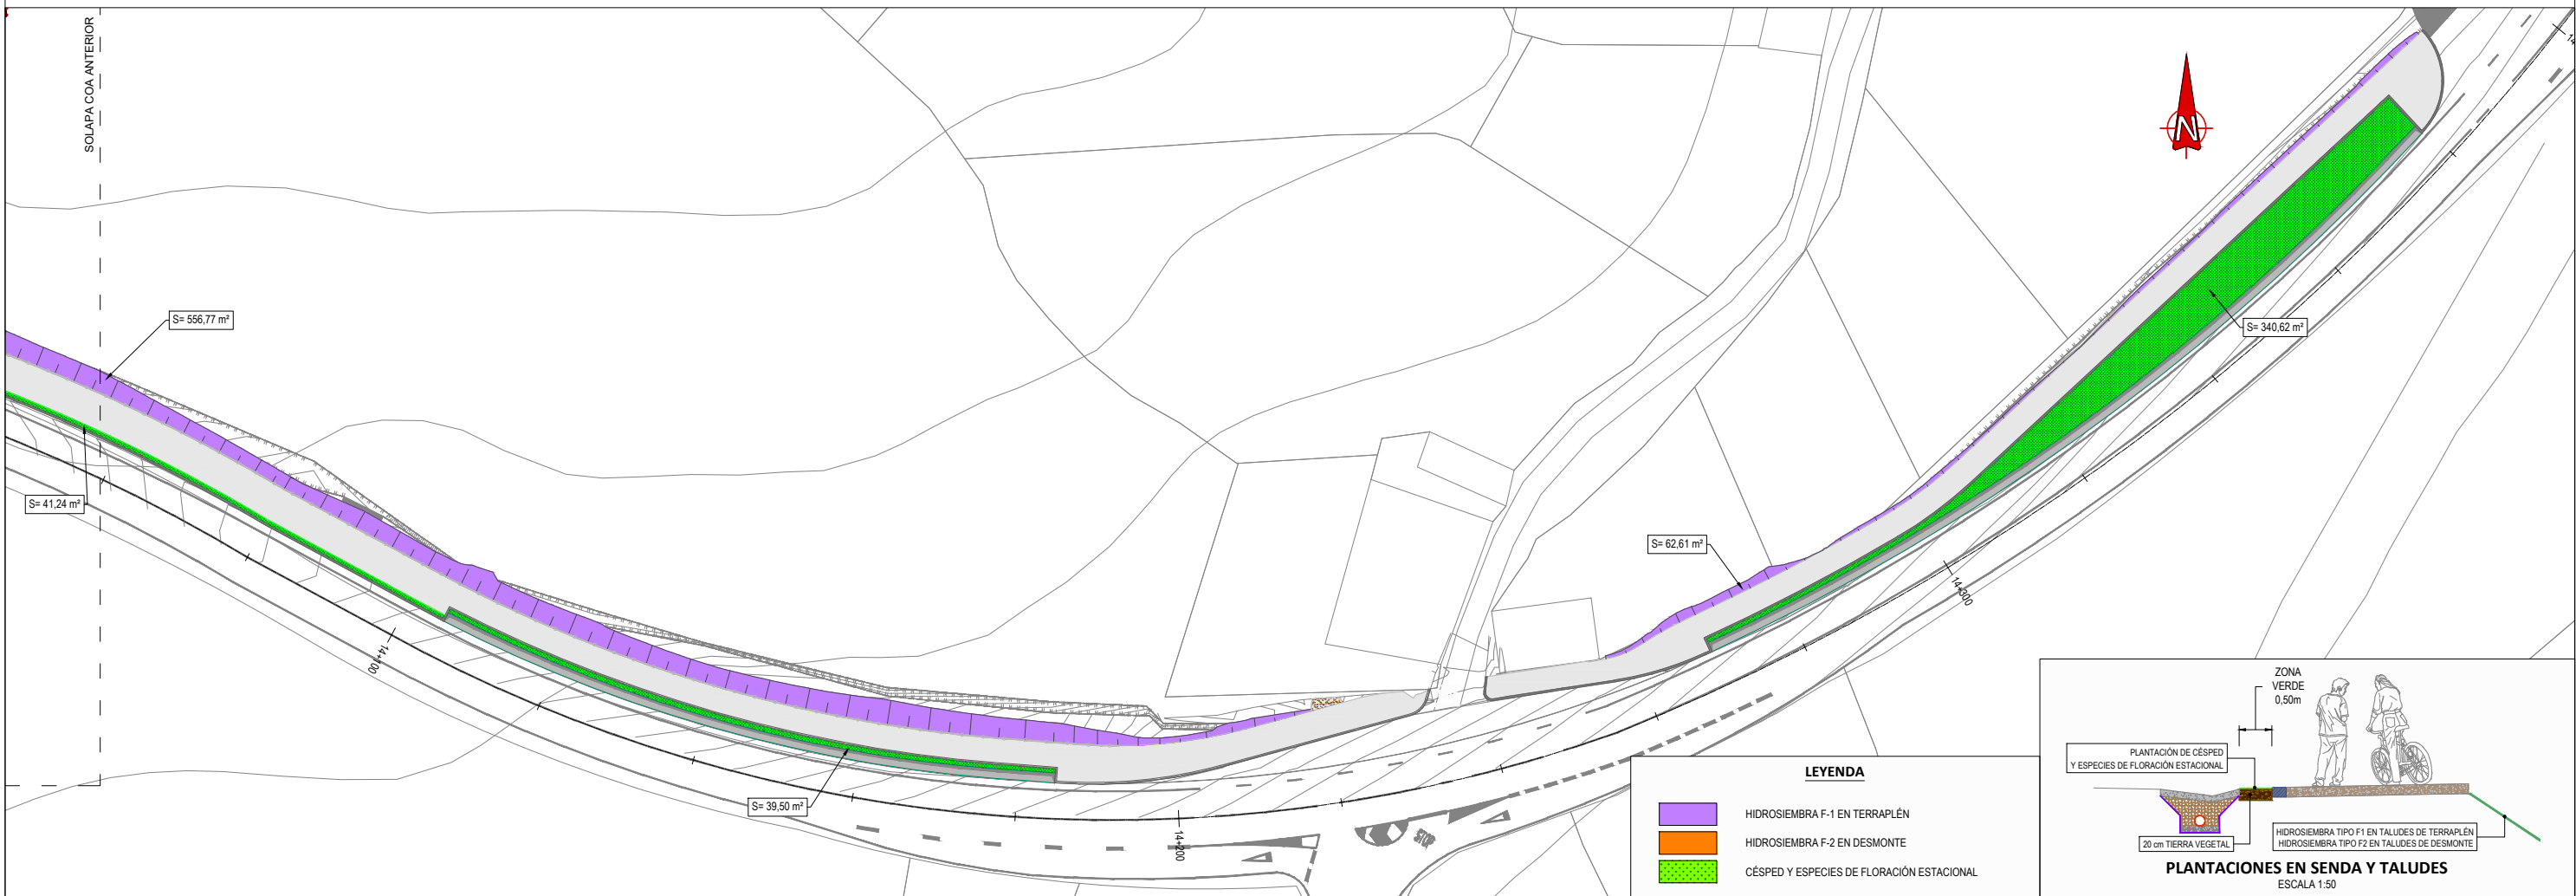 SOLAPA COA ANTERIOR
S= 556,77 m²
S= 41,24 m²
14+100
S= 39,50 m²
14+200
S= 62,61 m²
14+300
S= 340,62 m²
N
LEYENDA
HIDROSIEMBRA F-1 EN TERRAPLÉN
HIDROSIEMBRA F-2 EN DESMONTE
CÉSPED Y ESPECIES DE FLORACIÓN ESTACIONAL
ZONA
VERDE
0,50m
PLANTACIÓN DE CÉSPED
Y ESPECIES DE FLORACIÓN ESTACIONAL
20 cm TIERRA VEGETAL
HIDROSIEMBRA TIPO F1 EN TALUDES DE TERRAPLÉN
HIDROSIEMBRA TIPO F2 EN TALUDES DE DESMONTE
PLANTACIONES EN SENDA Y TALUDES
ESCALA 1:50